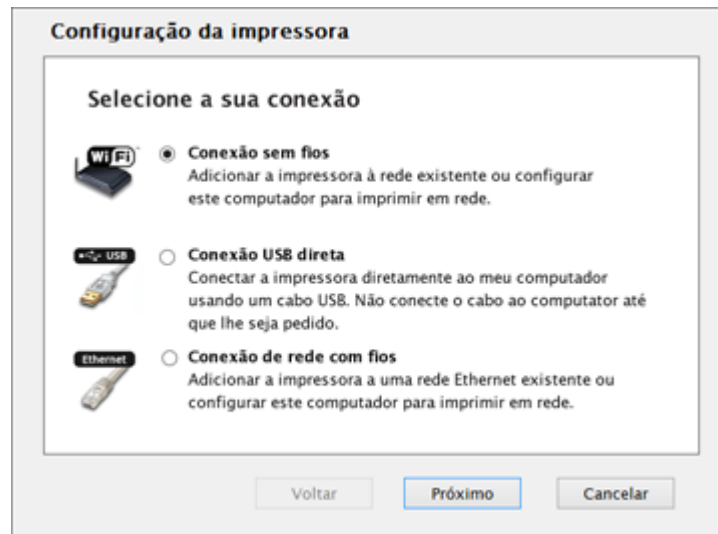 Configuração da impressora
Selecione a sua conexão
WiFi
Conexão sem fios
Adicionar a impressora à rede existente ou configurar
este computador para imprimir em rede.
USB
Conexão USB direta
Conectar a impressora diretamente ao meu computador
usando um cabo USB. Não conecte o cabo ao computator até
que lhe seja pedido.
Ethernet
Conexão de rede com fios
Adicionar a impressora a uma rede Ethernet existente ou
configurar este computador para imprimir em rede.
Voltar
Próximo
Cancelar